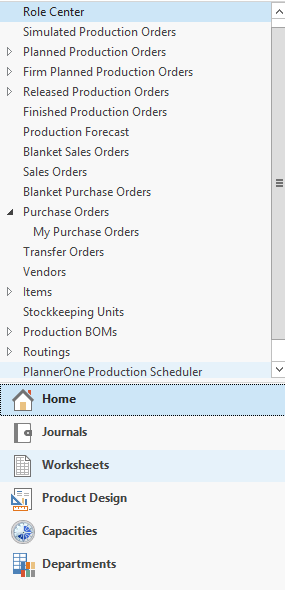 Role Center
Simulated Production Orders
Planned Production Orders
Firm Planned Production Orders
Released Production Orders
Finished Production Orders
Production Forecast
Blanket Sales Orders
Sales Orders
Blanket Purchase Orders
Purchase Orders
My Purchase Orders
Transfer Orders
Vendors
Items
Stockkeeping Units
Production BOMs
Routings
PlannerOne Production Scheduler
Home
Journals
Worksheets
Product Design
Capacities
Departments